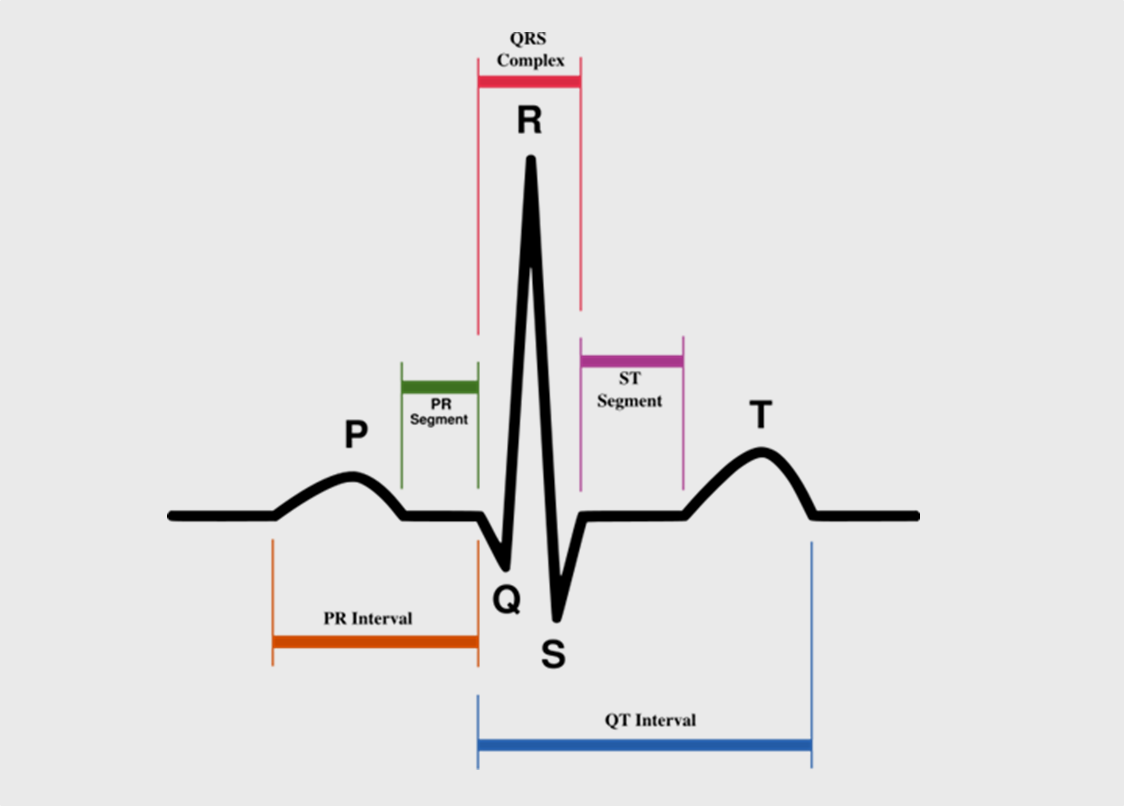 QRS
Complex
R
PR
Segment
ST
Segment
P
T
Q
PR Interval
S
QT Interval